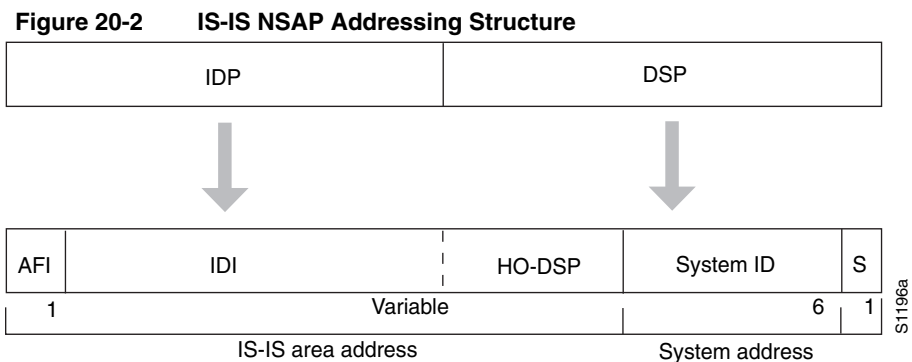 Figure 20-2 IS-IS NSAP Addressing Structure
IDP DSP
AFI IDI HO-DSP System ID S
1 Variable 6 1
IS-IS area address System address
S1196a